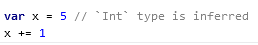 var x = 5 // `Int` type is inferred
x += 1